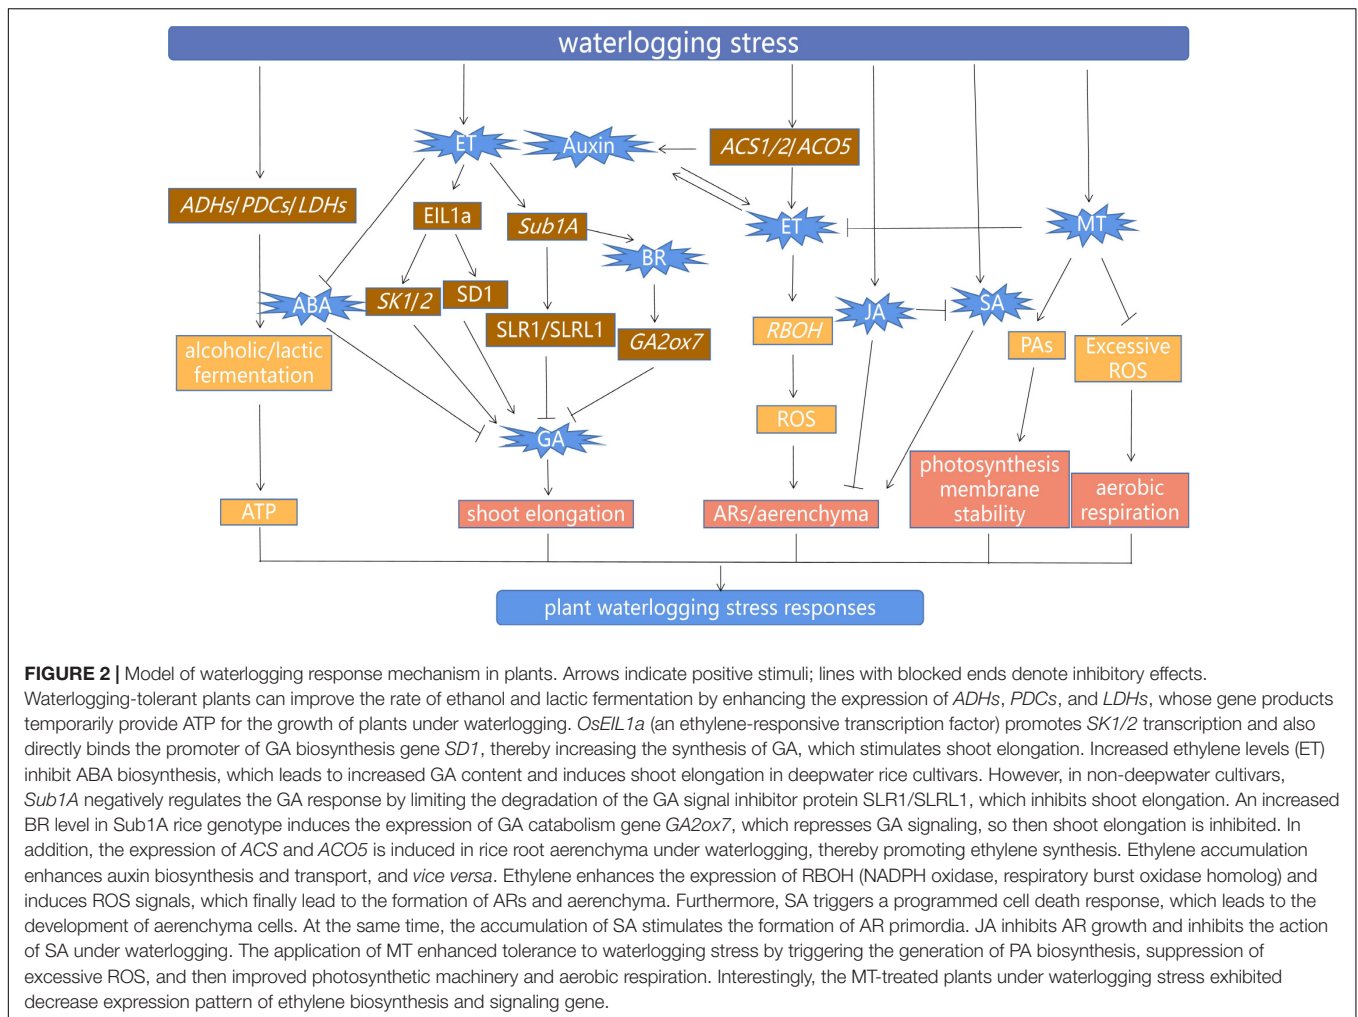 waterlogging stress
ET
Auxin
ACS1/2/ACO5
ADHs/PDCs/LDHs
EIL1a
Sub1A
ET
MT
BR
ABA
SK1/2
SD1
JA
SA
SLR1/SLRL1
GA2ox7
RBOH
PAs
Excessive
ROS
alcoholic/lactic
fermentation
ROS
GA
photosynthesis
membrane
stability
aerobic
respiration
ATP
shoot elongation
ARs/aerenchyma
plant waterlogging stress responses
FIGURE 2 | Model of waterlogging response mechanism in plants. Arrows indicate positive stimuli; lines with blocked ends denote inhibitory effects.
Waterlogging-tolerant plants can improve the rate of ethanol and lactic fermentation by enhancing the expression of ADHs, PDCs, and LDHs, whose gene products
temporarily provide ATP for the growth of plants under waterlogging. OsEIL1a (an ethylene-responsive transcription factor) promotes SK1/2 transcription and also
directly binds the promoter of GA biosynthesis gene SD1, thereby increasing the synthesis of GA, which stimulates shoot elongation. Increased ethylene levels (ET)
inhibit ABA biosynthesis, which leads to increased GA content and induces shoot elongation in deepwater rice cultivars. However, in non-deepwater cultivars,
Sub1A negatively regulates the GA response by limiting the degradation of the GA signal inhibitor protein SLR1/SLRL1, which inhibits shoot elongation. An increased
BR level in Sub1A rice genotype induces the expression of GA catabolism gene GA2ox7, which represses GA signaling, so then shoot elongation is inhibited. In
addition, the expression of ACS and ACO5 is induced in rice root aerenchyma under waterlogging, thereby promoting ethylene synthesis. Ethylene accumulation
enhances auxin biosynthesis and transport, and vice versa. Ethylene enhances the expression of RBOH (NADPH oxidase, respiratory burst oxidase homolog) and
induces ROS signals, which finally lead to the formation of ARs and aerenchyma. Furthermore, SA triggers a programmed cell death response, which leads to the
development of aerenchyma cells. At the same time, the accumulation of SA stimulates the formation of AR primordia. JA inhibits AR growth and inhibits the action
of SA under waterlogging. The application of MT enhanced tolerance to waterlogging stress by triggering the generation of PA biosynthesis, suppression of
excessive ROS, and then improved photosynthetic machinery and aerobic respiration. Interestingly, the MT-treated plants under waterlogging stress exhibited
decrease expression pattern of ethylene biosynthesis and signaling gene.